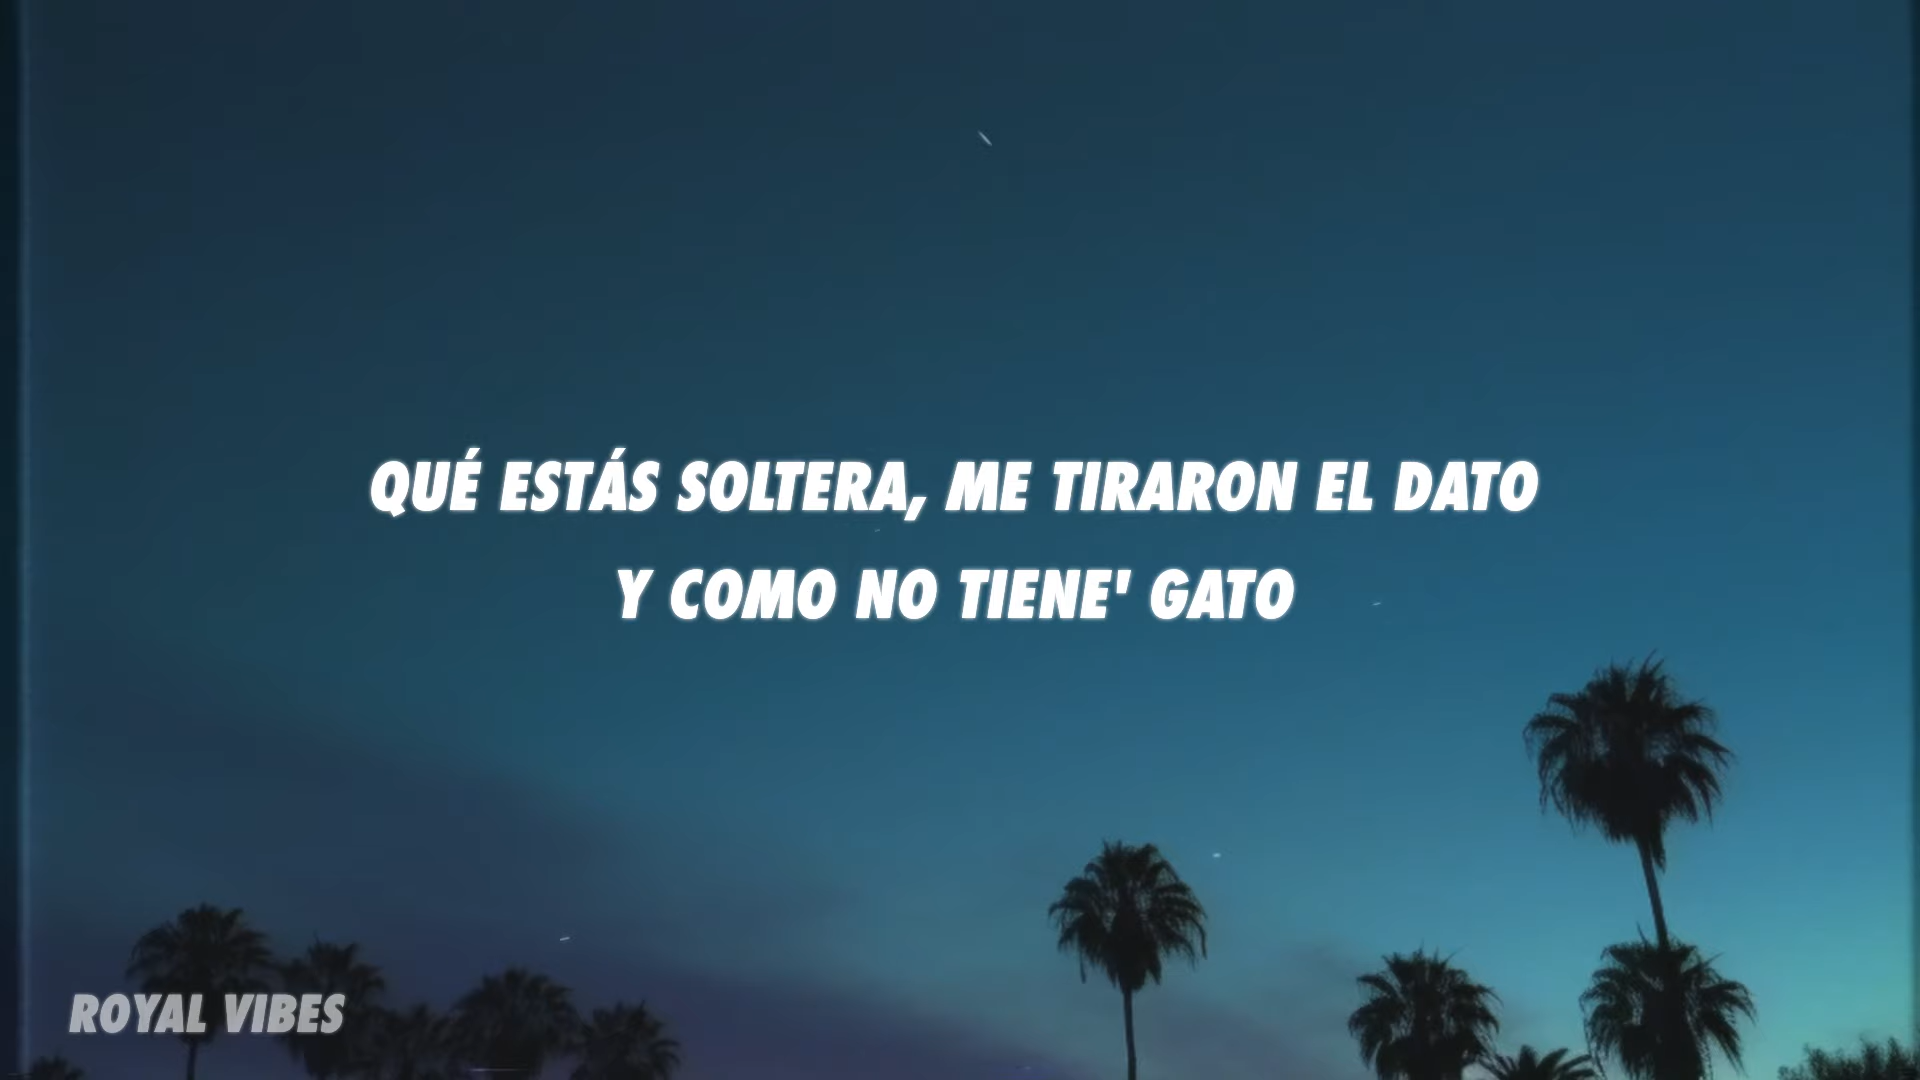 QUÉ ESTÁS SOLTERA, ME TIRARON EL DATO
Y COMO NO TIENE' GATO
ROYAL VIBES